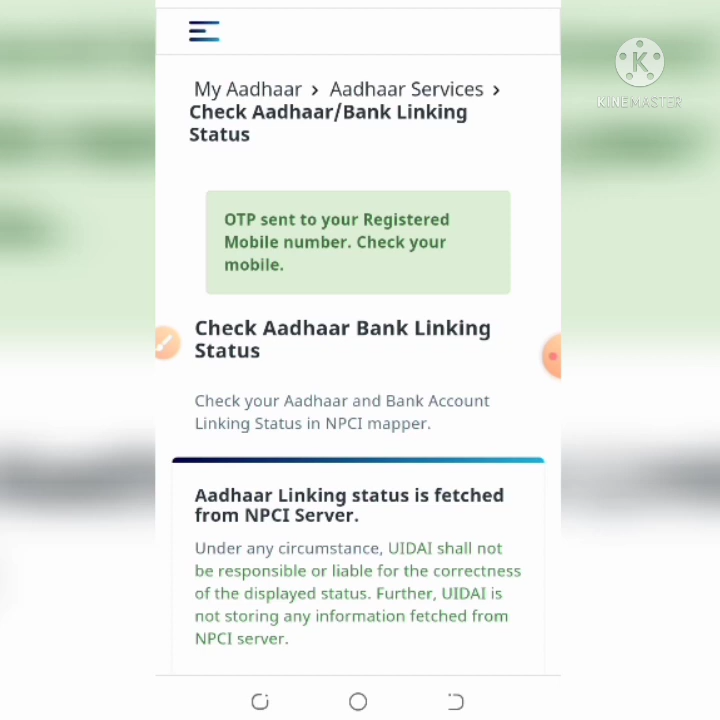 My Aadhaar › Aadhaar Services ›
Check Aadhaar/Bank Linking
Status
K
KINEMASTER
OTP sent to your Registered
Mobile number. Check your
mobile.
Check Aadhaar Bank Linking
Status
Check your Aadhaar and Bank Account
Linking Status in NPCI mapper.
Aadhaar Linking status is fetched
from NPCI Server.
Under any circumstance, UIDAI shall not
be responsible or liable for the correctness
of the displayed status. Further, UIDAI is
not storing any information fetched from
NPCI server.